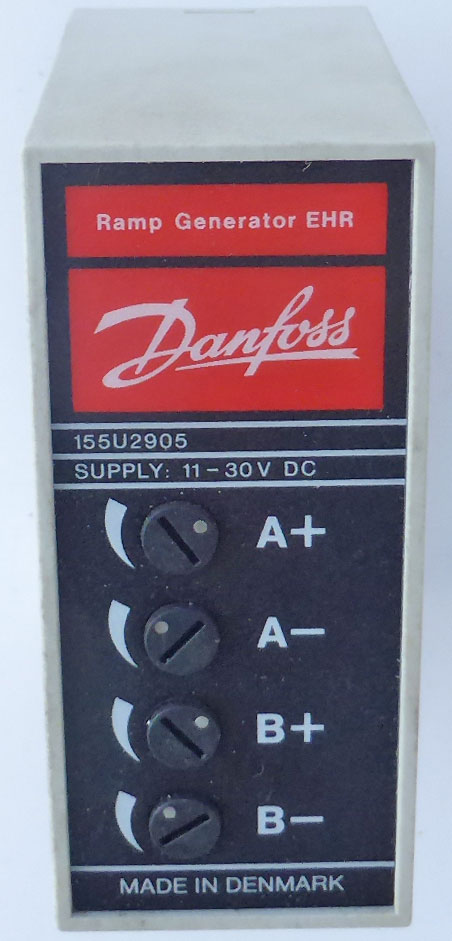 Ramp Generator EHR
Danfoss
155U2905
SUPPLY: 11-30V DC
A+
A-
B+
B-
MADE IN DENMARK